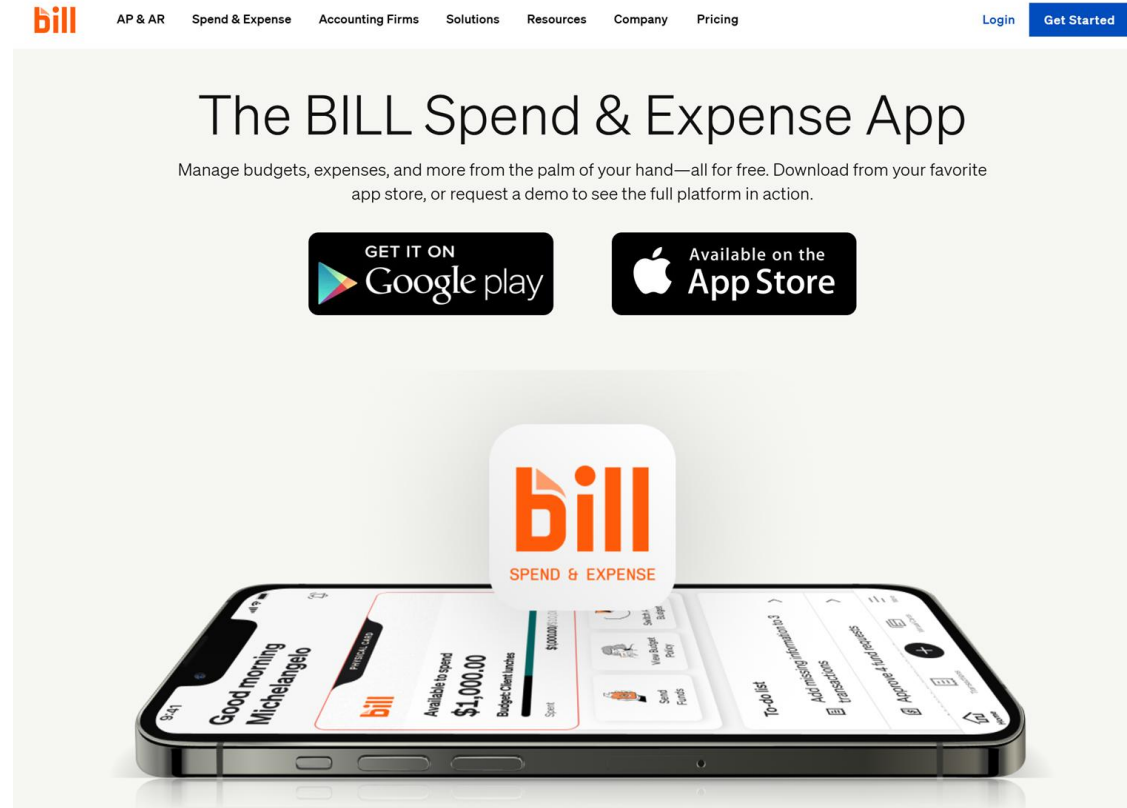 bill
AP & AR
Spend & Expense
Accounting Firms
Solutions
Resources
Company
Pricing
Login
Get Started
The BILL Spend & Expense App
Manage budgets, expenses, and more from the palm of your hand—all for free. Download from your favorite
app store, or request a demo to see the full platform in action.
GET IT ON
Google play
Available on the
App Store
bill
SPEND & EXPENSE
9:41
Good morning
Michelangelo
PHYSICAL CARD
bill
Available to spend
$1,000.00
Budget: Client lunches
Spent
Send
Funds
View Budget
Policy
Switch
Budget
To-do list
Add missing information to 3
transactions
Approve 4 fund requests
Home
Transactions